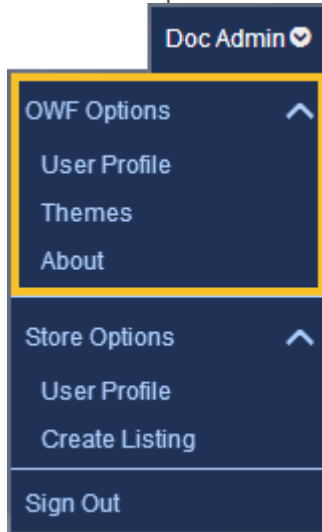 Doc Admin
OWF Options
User Profile
Themes
About
Store Options
User Profile
Create Listing
Sign Out